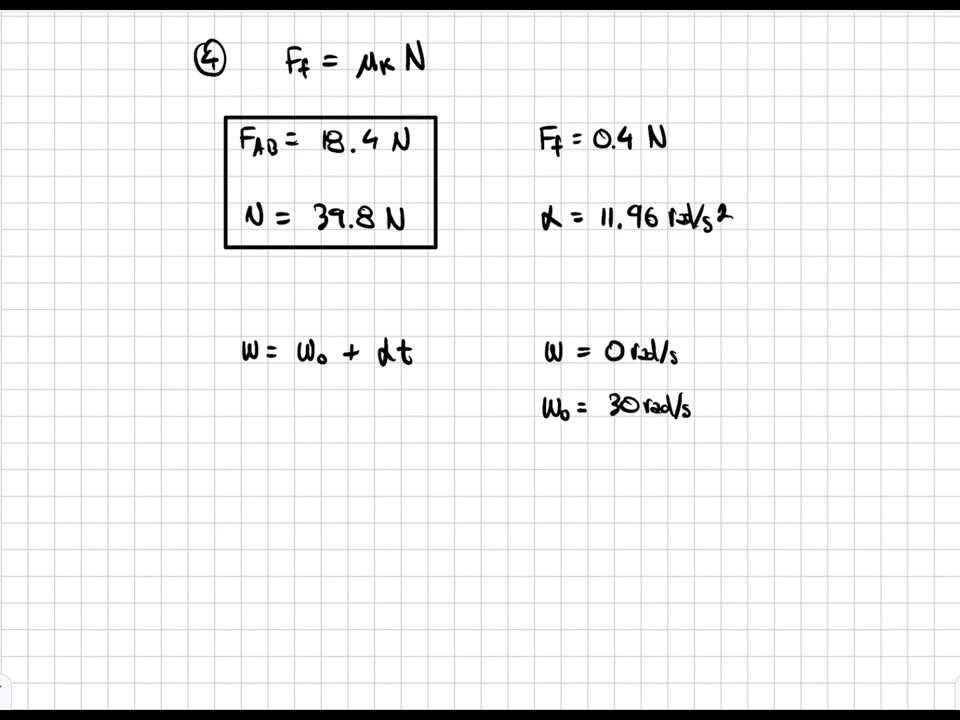 ④ Ff = μk N
FAB = 18.4 N
N = 39.8 N
Ff = 0.4 N
α = 11.96 rad/s²
ω = ω₀ + αt
ω = 0 rad/s
ω₀ = 30 rad/s